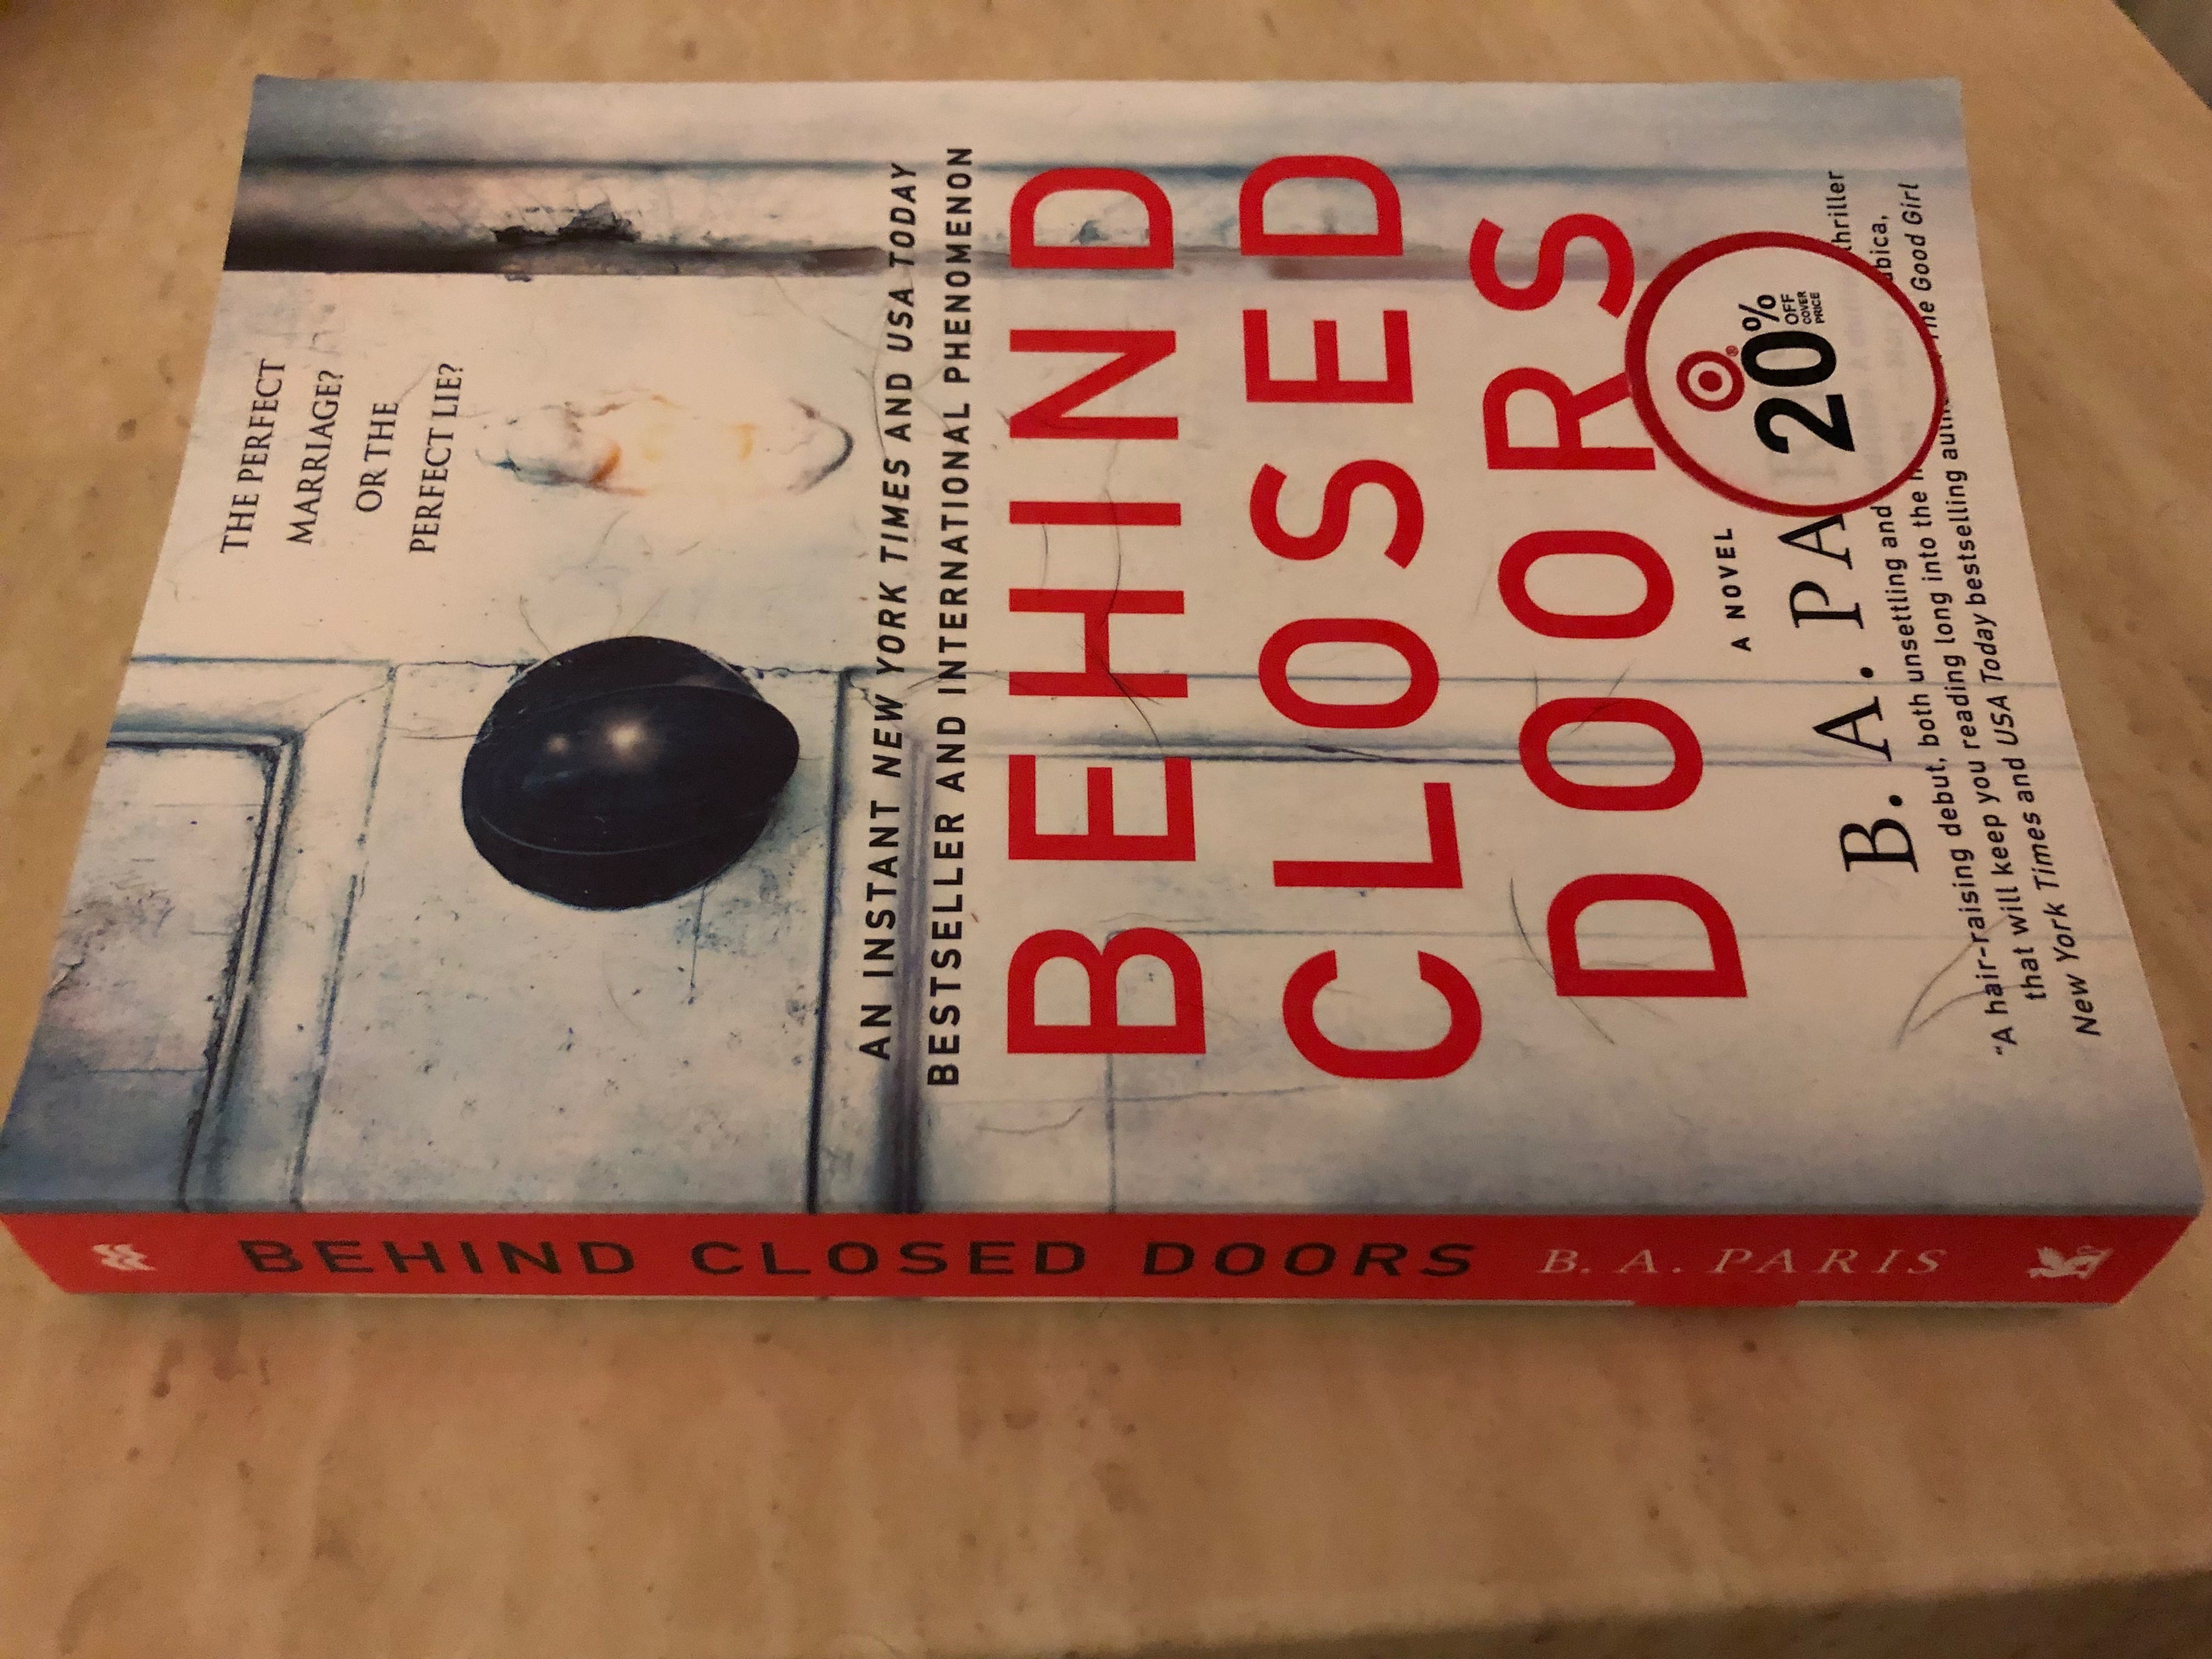 THE PERFECT
MARRIAGE?
OR THE
PERFECT LIE?
AN INSTANT NEW YORK TIMES AND USA TODAY
BESTSELLER AND INTERNATIONAL PHENOMENON
BEHIND
CLOSED
DOORS
A NOVEL
B. A. PA
20%
OFF
COVER
PRICE
"A hair-raising debut, both unsettling and thriller
that will keep you reading long into the
New York Times and USA Today bestselling The Good Girl
BEHIND CLOSED DOORS B. A. PARIS